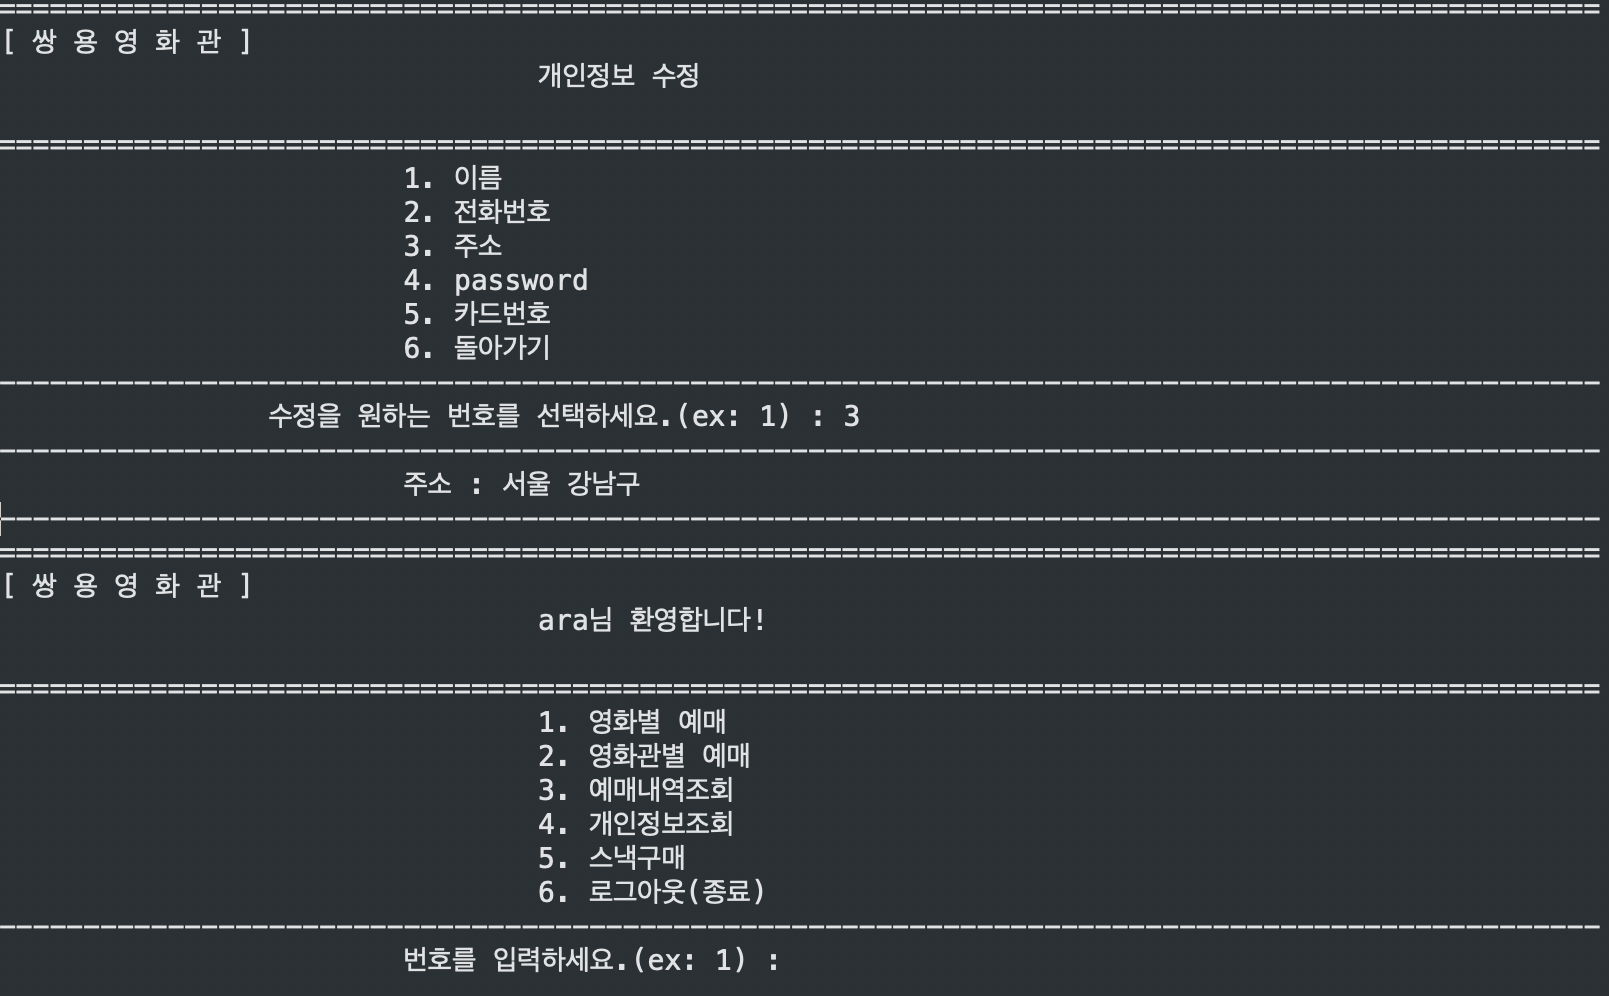 ===============================================================================================
[ 쌍 용 영 화 관 ]
개인정보 수정
===============================================================================================
1. 이름
2. 전화번호
3. 주소
4. password
5. 카드번호
6. 돌아가기
-----------------------------------------------------------------------------------------------
수정을 원하는 번호를 선택하세요.(ex: 1) : 3
-----------------------------------------------------------------------------------------------
주소 : 서울 강남구
-----------------------------------------------------------------------------------------------
===============================================================================================
[ 쌍 용 영 화 관 ]
ara님 환영합니다!
===============================================================================================
1. 영화별 예매
2. 영화관별 예매
3. 예매내역조회
4. 개인정보조회
5. 스낵구매
6. 로그아웃(종료)
-----------------------------------------------------------------------------------------------
번호를 입력하세요.(ex: 1) :